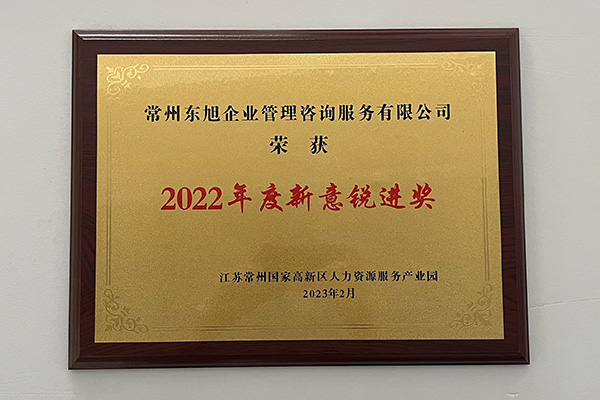 常州东旭企业管理咨询服务有限公司
荣获
2022年度新意锐进奖
江苏常州国家高新区人力资源服务产业园
2023年2月